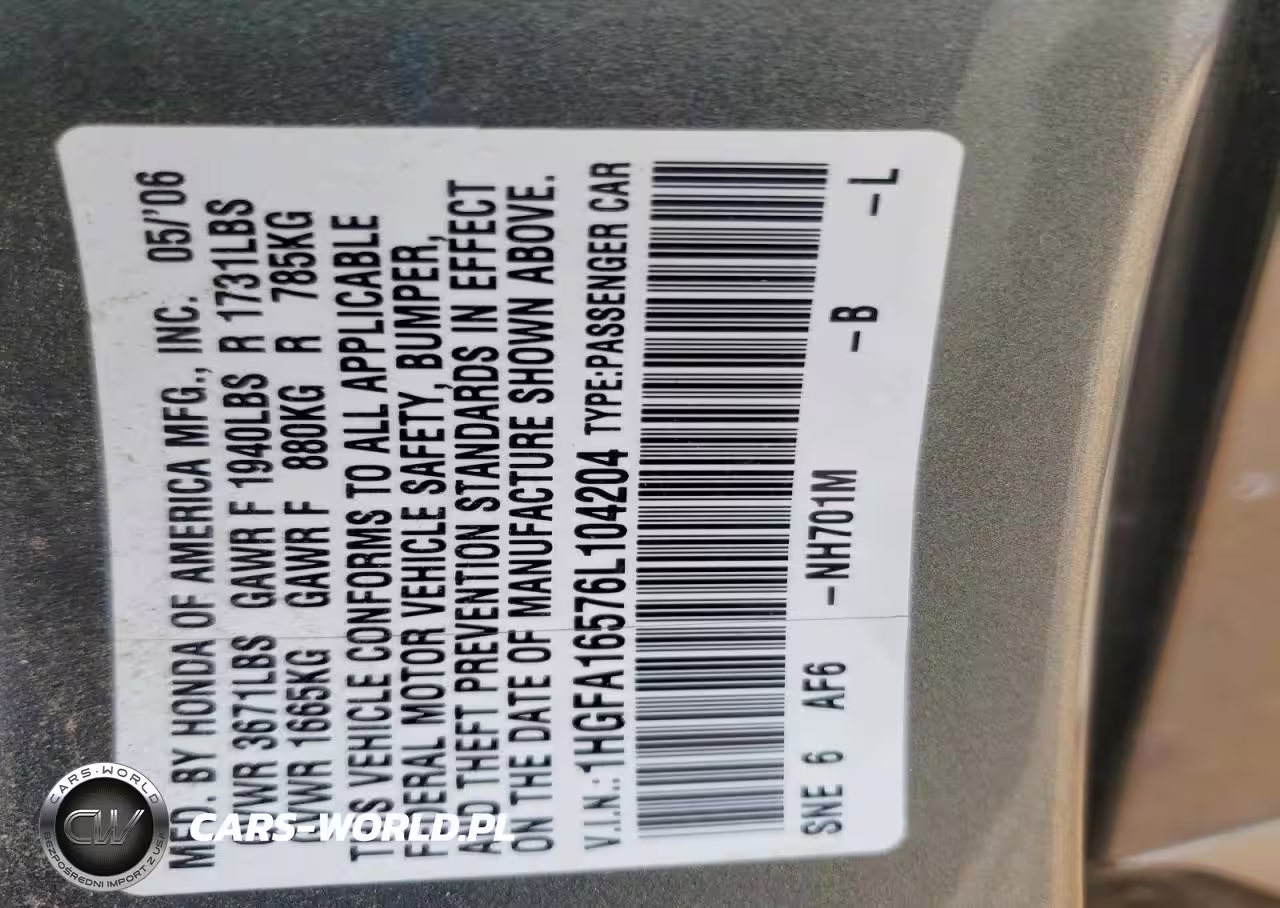 MFD. BY HONDA OF AMERICA MFG., INC. 05/'06
GVWR 3671LBS GAWR F 1940LBS R 1731LBS
GVWR 1665KG GAWR F 880KG R 785KG
THIS VEHICLE CONFORMS TO ALL APPLICABLE
FEDERAL MOTOR VEHICLE SAFETY, BUMPER,
AND THEFT PREVENTION STANDARDS IN EFFECT
ON THE DATE OF MANUFACTURE SHOWN ABOVE.
V.I.N.: 1HGFA16576L104204 TYPE:PASSENGER CAR
SNE 6 AF6 -NH701M -B -L
CARS-WORLD
CW
BEZPOŚREDNI IMPORT Z USA
CARS-WORLD.PL